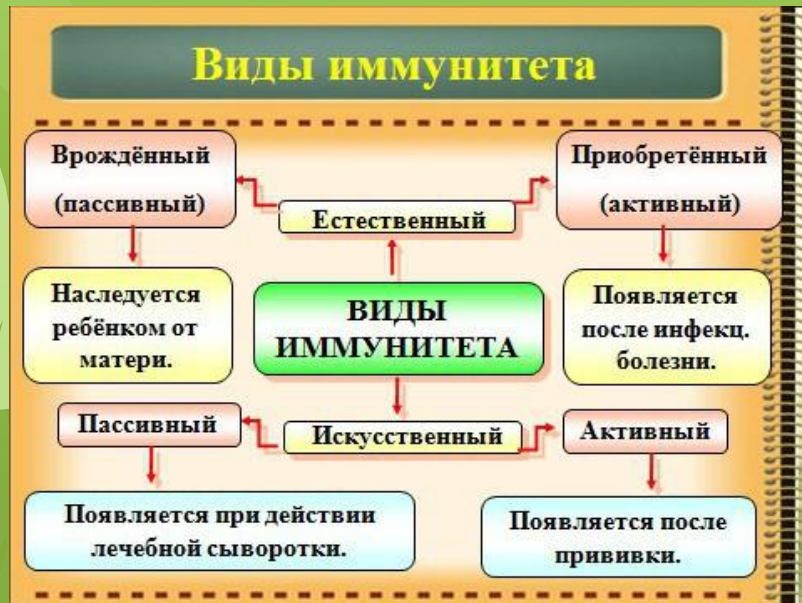 Виды иммунитета
Врождённый
(пассивный)
Естественный
Приобретённый
(активный)
Наследуется
ребёнком от
матери.
ВИДЫ
ИММУНИТЕТА
Появляется
после инфекц.
болезни.
Пассивный
Искусственный
Активный
Появляется при действии
лечебной сыворотки.
Появляется после
прививки.